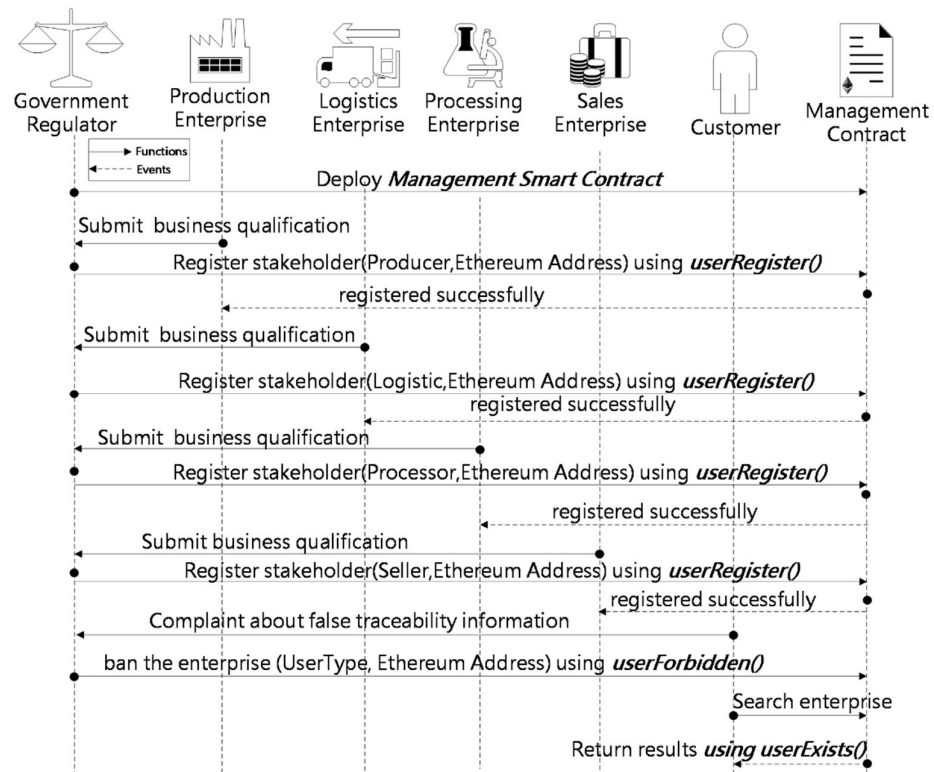 Government
Regulator
Production
Enterprise
Logistics
Enterprise
Processing
Enterprise
Sales
Enterprise
Customer
Management
Contract
Functions
Events
Deploy Management Smart Contract
Submit business qualification
Register stakeholder(Producer,Ethereum Address) using userRegister()
registered successfully
Submit business qualification
Register stakeholder(Logistic,Ethereum Address) using userRegister()
registered successfully
Submit business qualification
Register stakeholder(Processor,Ethereum Address) using userRegister()
registered successfully
Submit business qualification
Register stakeholder(Seller,Ethereum Address) using userRegister()
registered successfully
Complaint about false traceability information
ban the enterprise (UserType, Ethereum Address) using userForbidden()
Search enterprise
Return results using userExists()